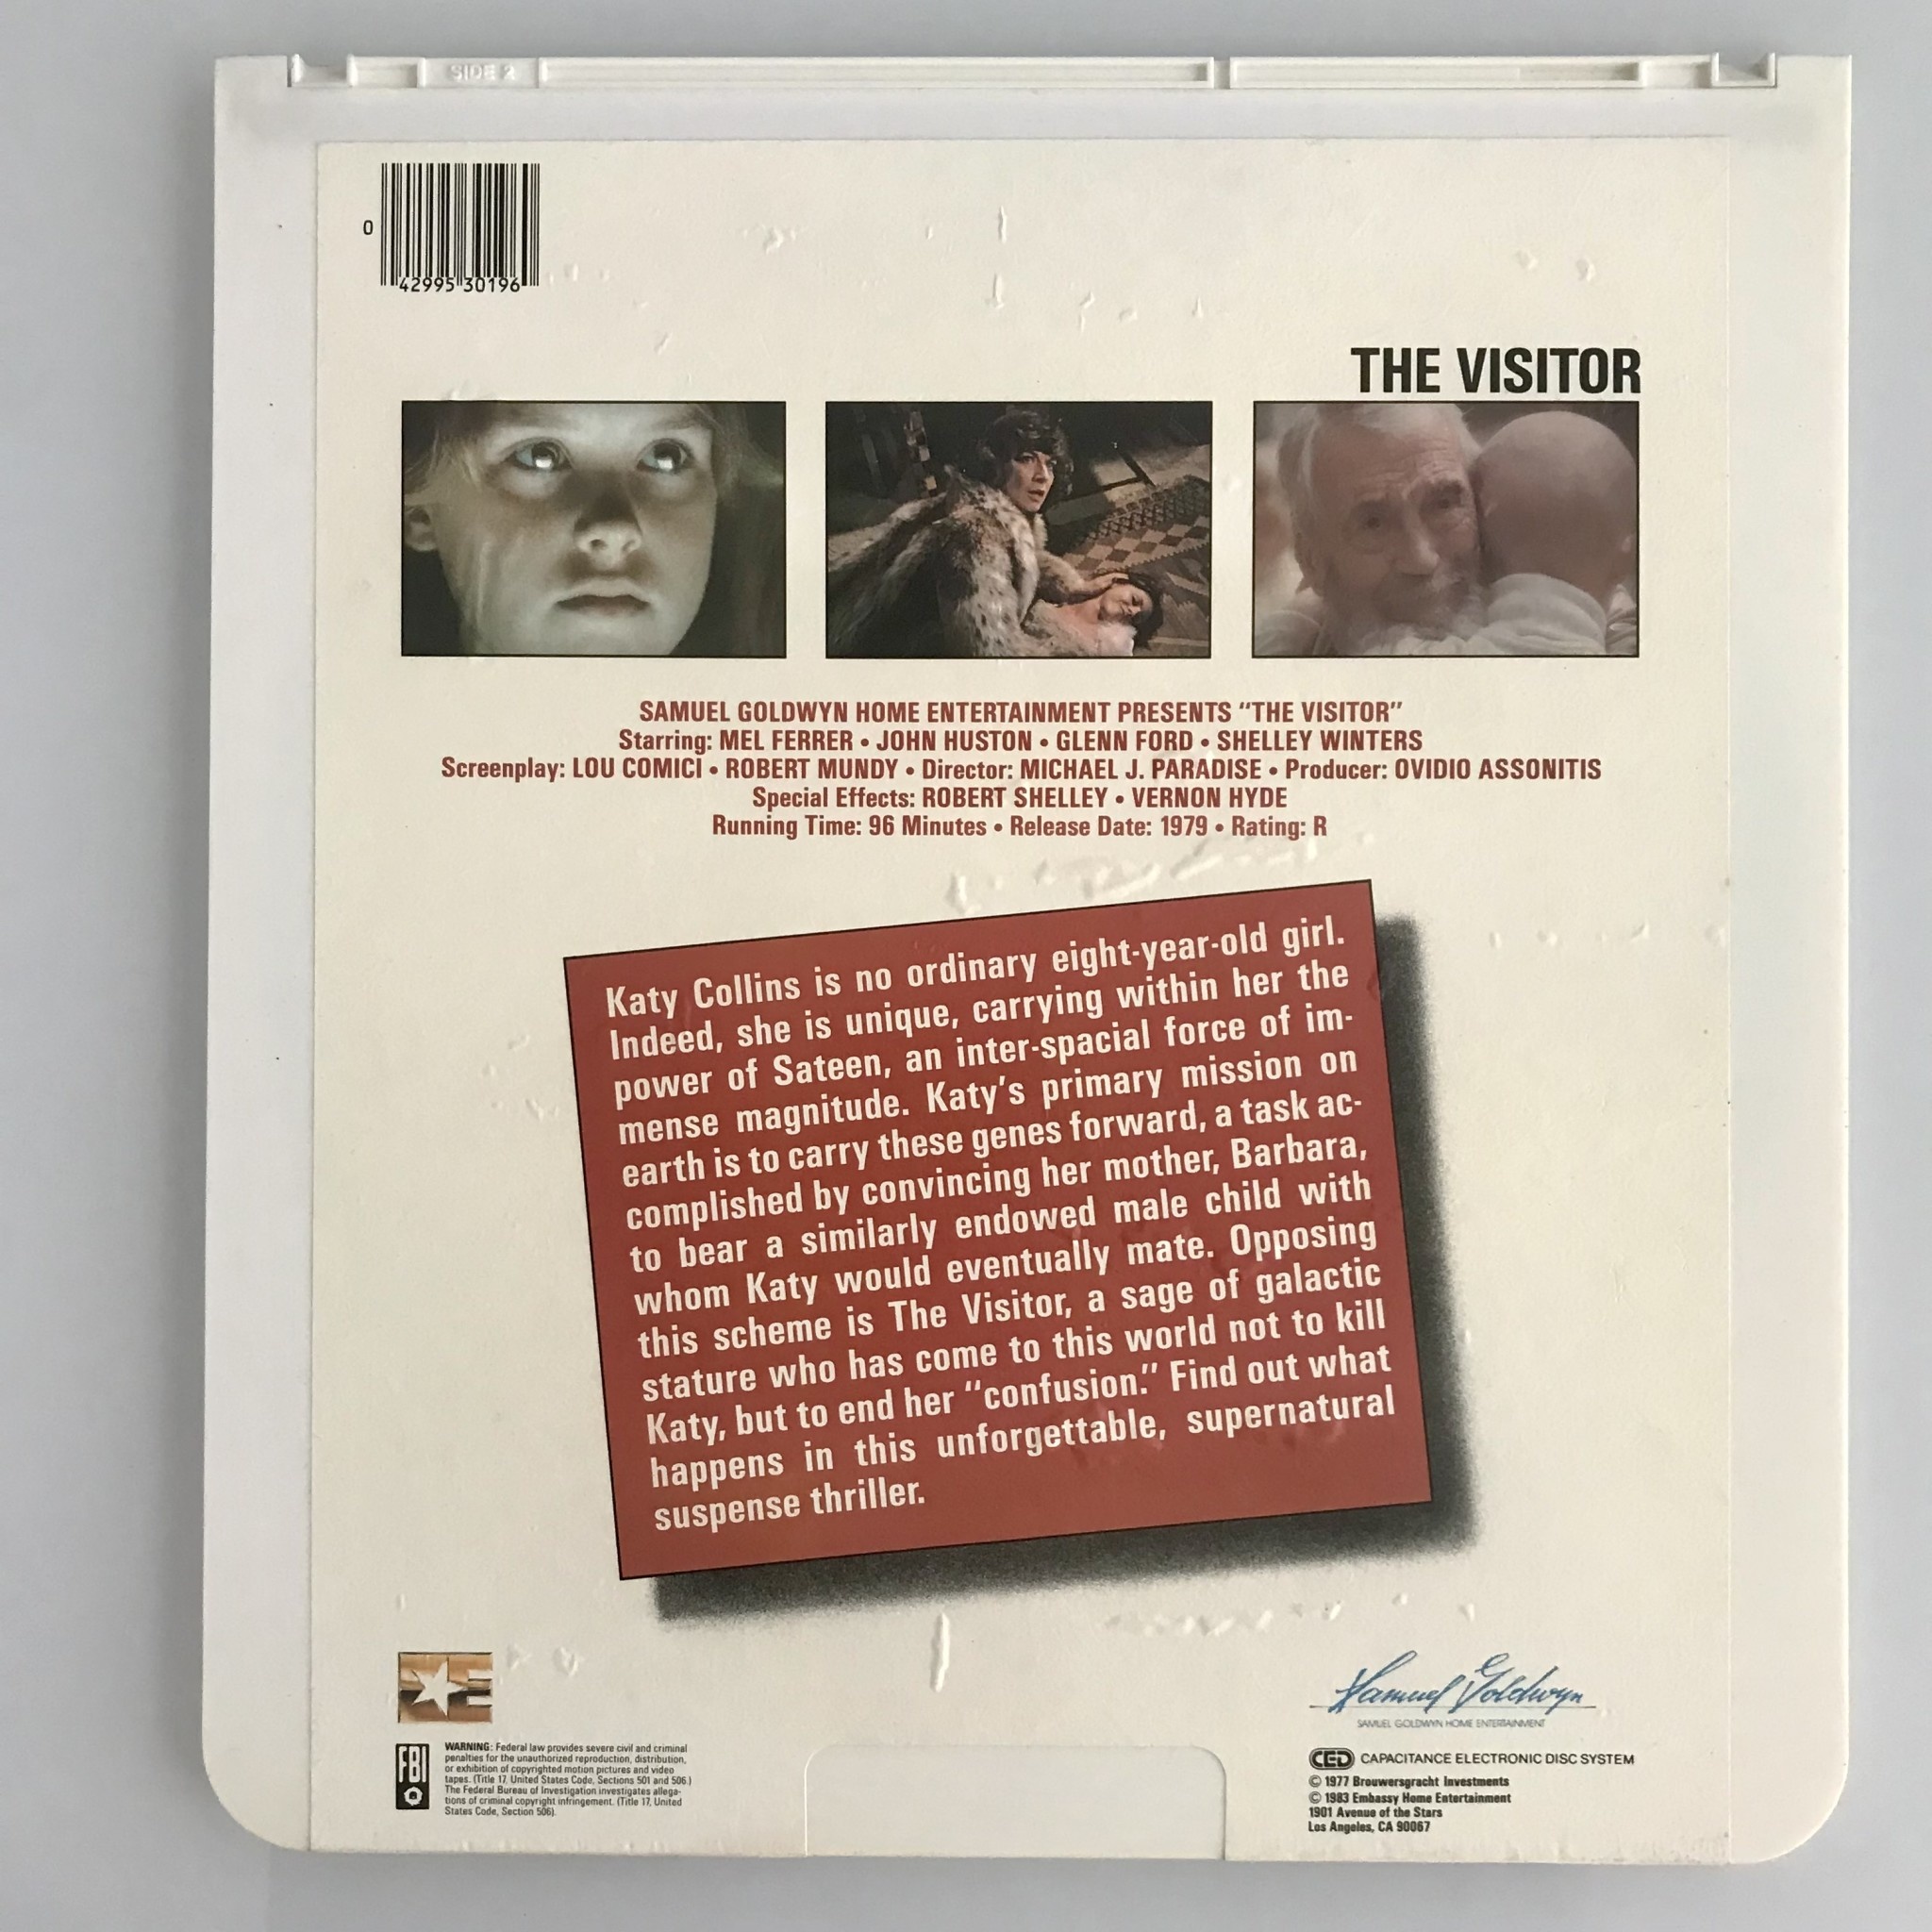 SIDE 2
0
42995 30196
THE VISITOR
SAMUEL GOLDWYN HOME ENTERTAINMENT PRESENTS "THE VISITOR"
Starring: MEL FERRER • JOHN HUSTON • GLENN FORD • SHELLEY WINTERS
Screenplay: LOU COMICI • ROBERT MUNDY • Director: MICHAEL J. PARADISE • Producer: OVIDIO ASSONITIS
Special Effects: ROBERT SHELLEY • VERNON HYDE
Running Time: 96 Minutes • Release Date: 1979 • Rating: R
Katy Collins is no ordinary eight-year-old girl.
Indeed, she is unique, carrying within her the
power of Sateen, an inter-spacial force of im-
mense magnitude. Katy's primary mission on
earth is to carry these genes forward, a task ac-
complished by convincing her mother, Barbara,
to bear a similarly endowed male child with
whom Katy would eventually mate. Opposing
this scheme is The Visitor, a sage of galactic
stature who has come to this world not to kill
Katy, but to end her "confusion." Find out what
happens in this unforgettable, supernatural
suspense thriller.
E
Samuel Goldwyn
SAMUEL GOLDWYN HOME ENTERTAINMENT
FBI
WARNING: Federal law provides severe civil and criminal
penalties for the unauthorized reproduction, distribution,
or exhibition of copyrighted motion pictures and video
tapes. (Title 17, United States Code, Sections 501 and 506.)
The Federal Bureau of Investigation investigates allega-
tions of criminal copyright infringement. (Title 17, United
States Code, Section 506).
CED CAPACITANCE ELECTRONIC DISC SYSTEM
© 1977 Brouwersgracht Investments
© 1983 Embassy Home Entertainment
1901 Avenue of the Stars
Los Angeles, CA 90067